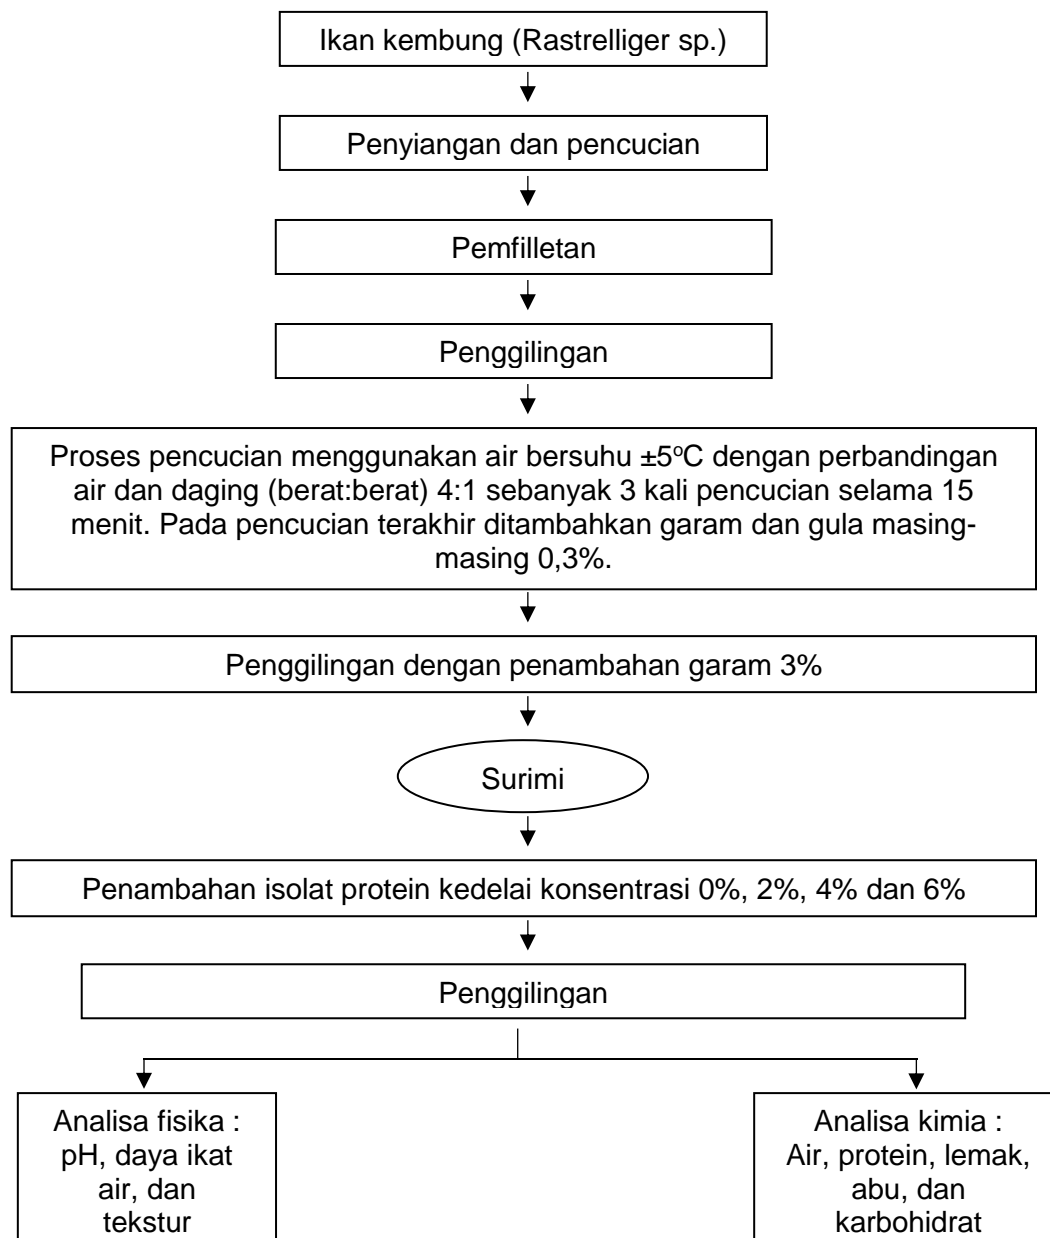 Ikan kembung (Rastrelliger sp.)
Penyiangan dan pencucian
Pemfilletan
Penggilingan
Proses pencucian menggunakan air bersuhu ±5°C dengan perbandingan
air dan daging (berat:berat) 4:1 sebanyak 3 kali pencucian selama 15
menit. Pada pencucian terakhir ditambahkan garam dan gula masing-
masing 0,3%.
Penggilingan dengan penambahan garam 3%
Surimi
Penambahan isolat protein kedelai konsentrasi 0%, 2%, 4% dan 6%
Penggilingan
Analisa fisika :
pH, daya ikat
air, dan
tekstur
Analisa kimia :
Air, protein, lemak,
abu, dan
karbohidrat